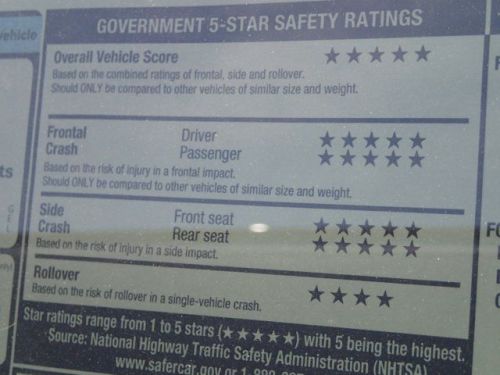 GOVERNMENT 5-STAR SAFETY RATINGS
vehicle
Overall Vehicle Score ★★★★★
Based on the combined ratings of frontal, side and rollover.
Should ONLY be compared to other vehicles of similar size and weight.
Frontal Driver ★★★★★
Crash Passenger ★★★★★
Based on the risk of injury in a frontal impact.
Should ONLY be compared to other vehicles of similar size and weight.
Side Front seat ★★★★★
Crash Rear seat ★★★★★
Based on the risk of injury in a side impact.
Rollover ★★★★
Based on the risk of rollover in a single-vehicle crash.
Star ratings range from 1 to 5 stars (★★★★★) with 5 being the highest.
Source: National Highway Traffic Safety Administration (NHTSA)
www.safercar.gov or 1-888